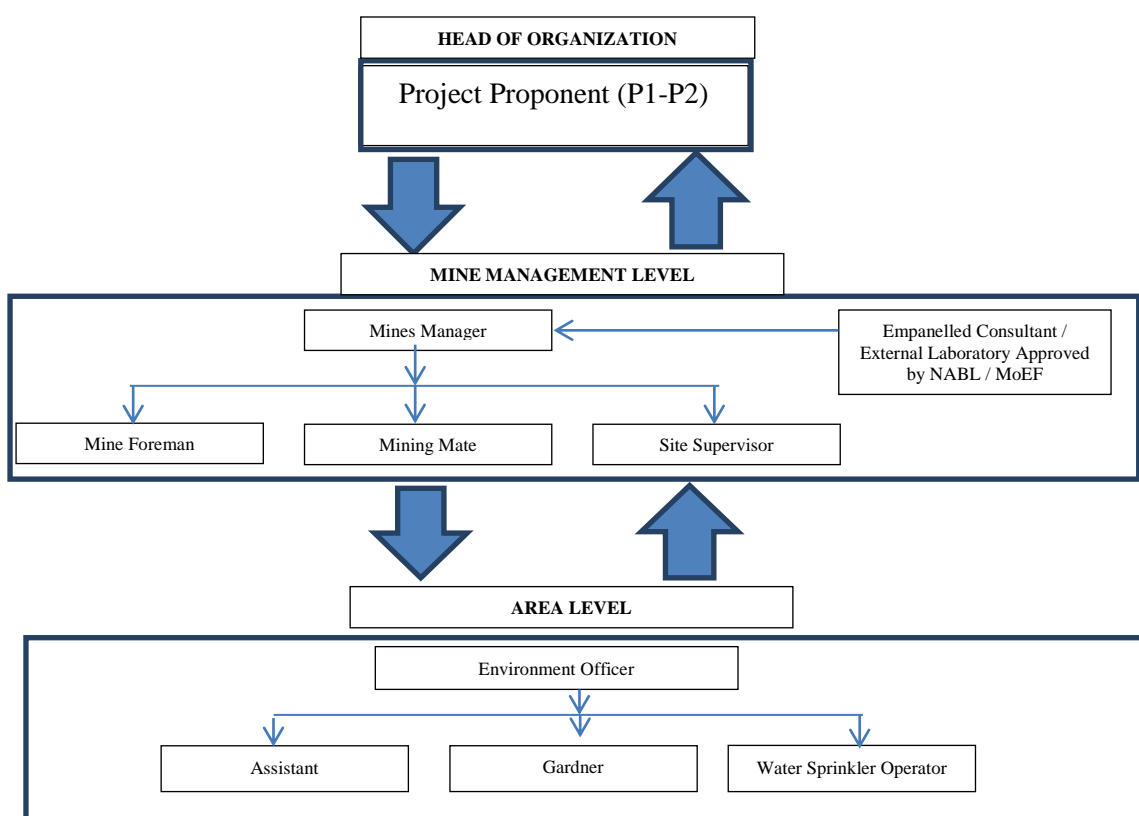 HEAD OF ORGANIZATION
Project Proponent (P1-P2)
MINE MANAGEMENT LEVEL
Mines Manager
Empanelled Consultant /
External Laboratory Approved
by NABL / MoEF
Mine Foreman
Mining Mate
Site Supervisor
AREA LEVEL
Environment Officer
Assistant
Gardner
Water Sprinkler Operator